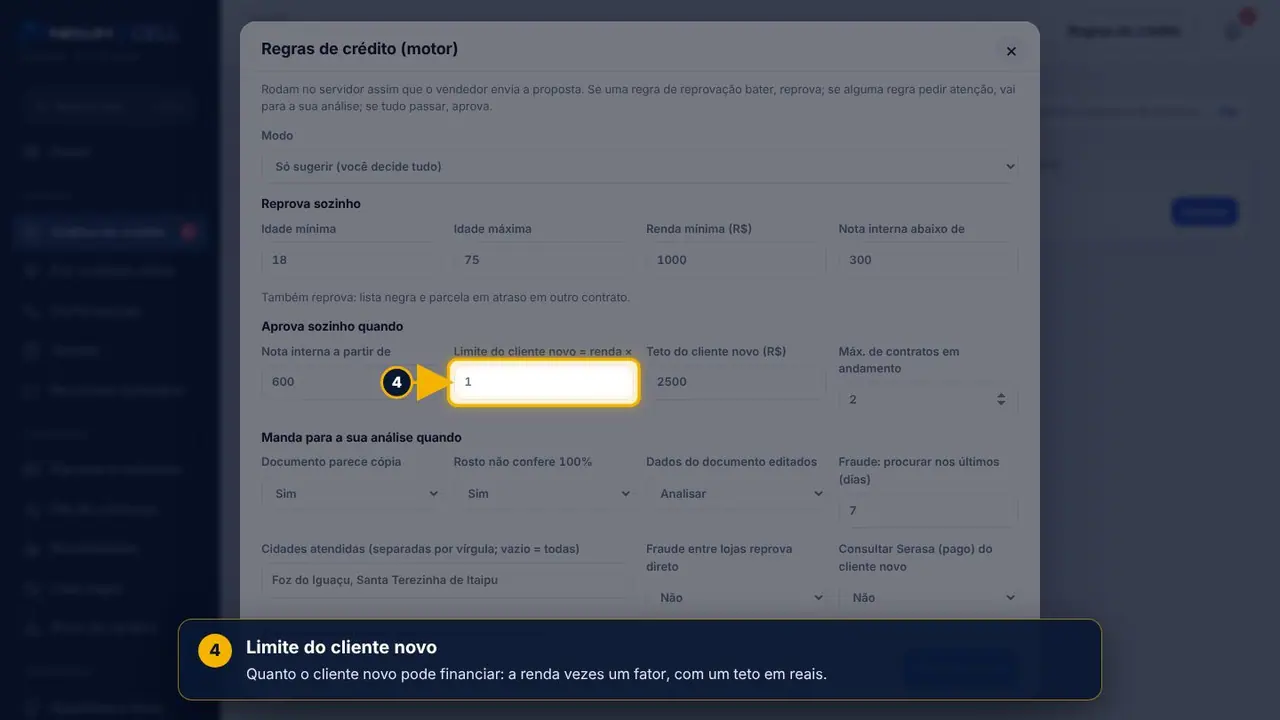 Regras de crédito (motor)
×
Rodam no servidor assim que o vendedor envia a proposta. Se uma regra de reprovação bater, reprova; se alguma regra pedir atenção, vai
para a sua análise; se tudo passar, aprova.
Modo
Só sugerir (você decide tudo)
Reprova sozinho
Idade mínima
Idade máxima
Renda mínima (R$)
Nota interna abaixo de
18
75
1000
300
Também reprova: lista negra e parcela em atraso em outro contrato.
Aprova sozinho quando
Nota interna a partir de
Limite do cliente novo = renda ×
Teto do cliente novo (R$)
Máx. de contratos em
andamento
600
4
1
2500
2
Manda para a sua análise quando
Documento parece cópia
Rosto não confere 100%
Dados do documento editados
Fraude: procurar nos últimos
(dias)
Sim
Sim
Analisar
7
Cidades atendidas (separadas por vírgula; vazio = todas)
Fraude entre lojas reprova
direto
Consultar Serasa (pago) do
cliente novo
Foz do Iguaçu, Santa Terezinha de Itaipu
Não
Não
4
Limite do cliente novo
Quanto o cliente novo pode financiar: a renda vezes um fator, com um teto em reais.